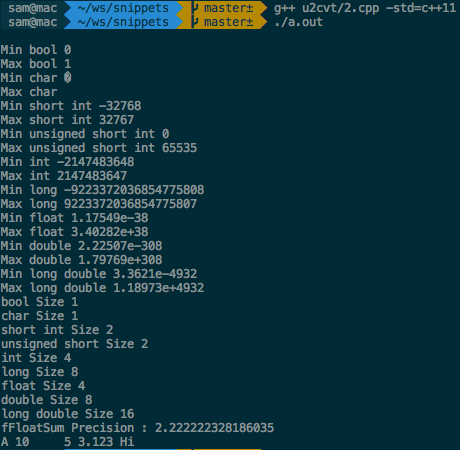 sam@mac ~/ws/snippets master± g++ u2cvt/2.cpp -std=c++11
sam@mac ~/ws/snippets master± ./a.out
Min bool 0
Max bool 1
Min char �
Max char
Min short int -32768
Max short int 32767
Min unsigned short int 0
Max unsigned short int 65535
Min int -2147483648
Max int 2147483647
Min long -9223372036854775808
Max long 9223372036854775807
Min float 1.17549e-38
Max float 3.40282e+38
Min double 2.22507e-308
Max double 1.79769e+308
Min long double 3.3621e-4932
Max long double 1.18973e+4932
bool Size 1
char Size 1
short int Size 2
unsigned short Size 2
int Size 4
long Size 8
float Size 4
double Size 8
long double Size 16
fFloatSum Precision : 2.222222328186035
A 10     5 3.123 Hi